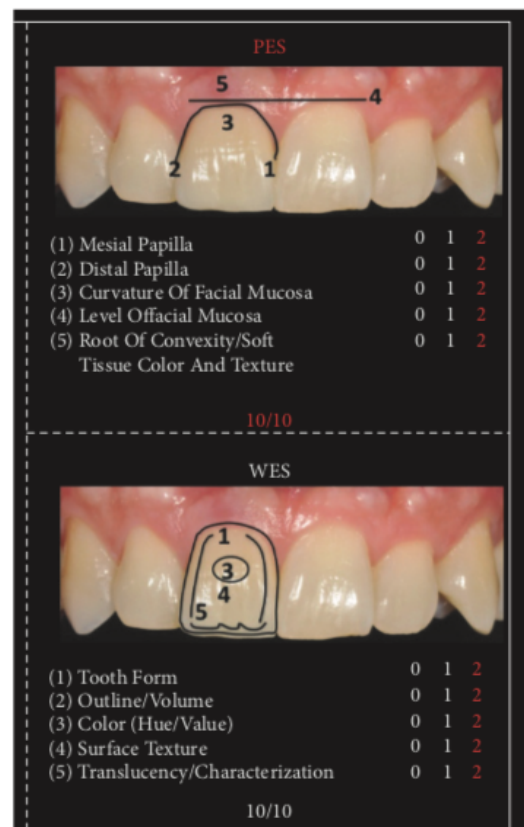 PES
5
4
3
2 1
(1) Mesial Papilla 0 1 2
(2) Distal Papilla 0 1 2
(3) Curvature Of Facial Mucosa 0 1 2
(4) Level Offacial Mucosa 0 1 2
(5) Root Of Convexity/Soft 0 1 2
Tissue Color And Texture
10/10
WES
1
3
4
5
(1) Tooth Form 0 1 2
(2) Outline/Volume 0 1 2
(3) Color (Hue/Value) 0 1 2
(4) Surface Texture 0 1 2
(5) Translucency/Characterization 0 1 2
10/10